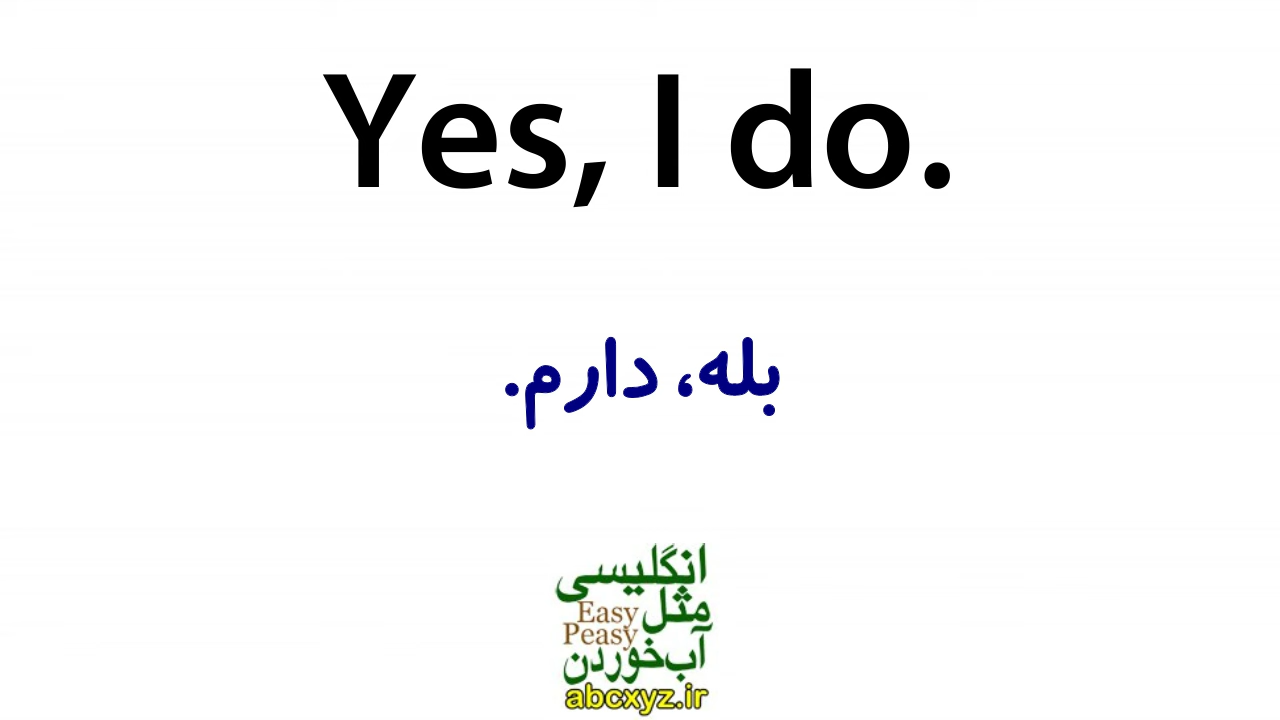 Yes, I do.
بله، دارم.
انگلیسی
مثل
Easy
Peasy
آب‌خوردن
abcxyz.ir